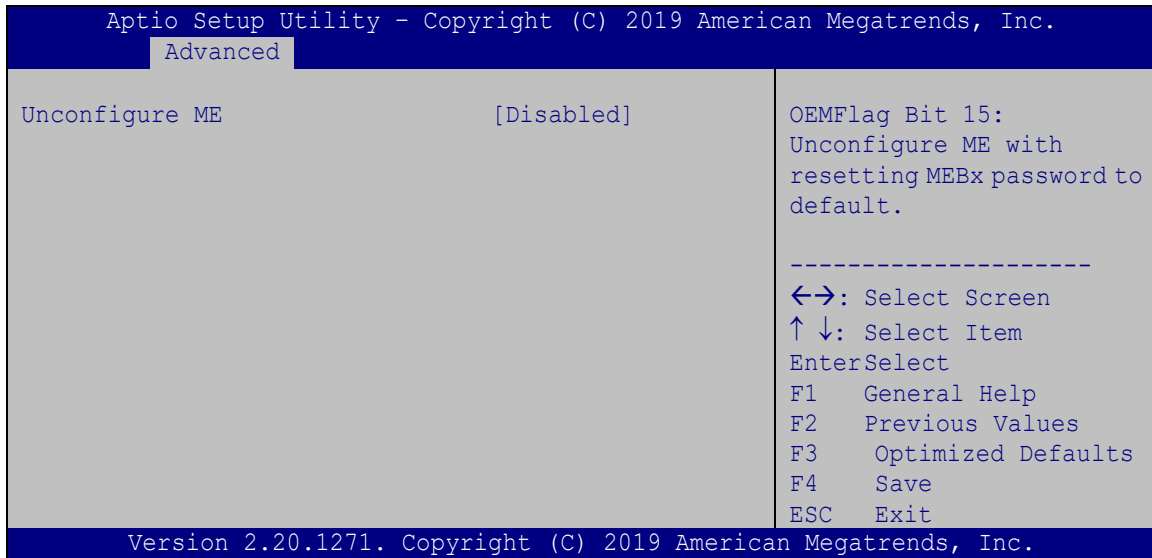 Aptio Setup Utility – Copyright (C) 2019 American Megatrends, Inc.
Advanced
Unconfigure ME [Disabled]
OEMFlag Bit 15:
Unconfigure ME with
resetting MEBx password to
default.
---------------------
←→: Select Screen
↑ ↓: Select Item
EnterSelect
F1 General Help
F2 Previous Values
F3 Optimized Defaults
F4 Save
ESC Exit
Version 2.20.1271. Copyright (C) 2019 American Megatrends, Inc.